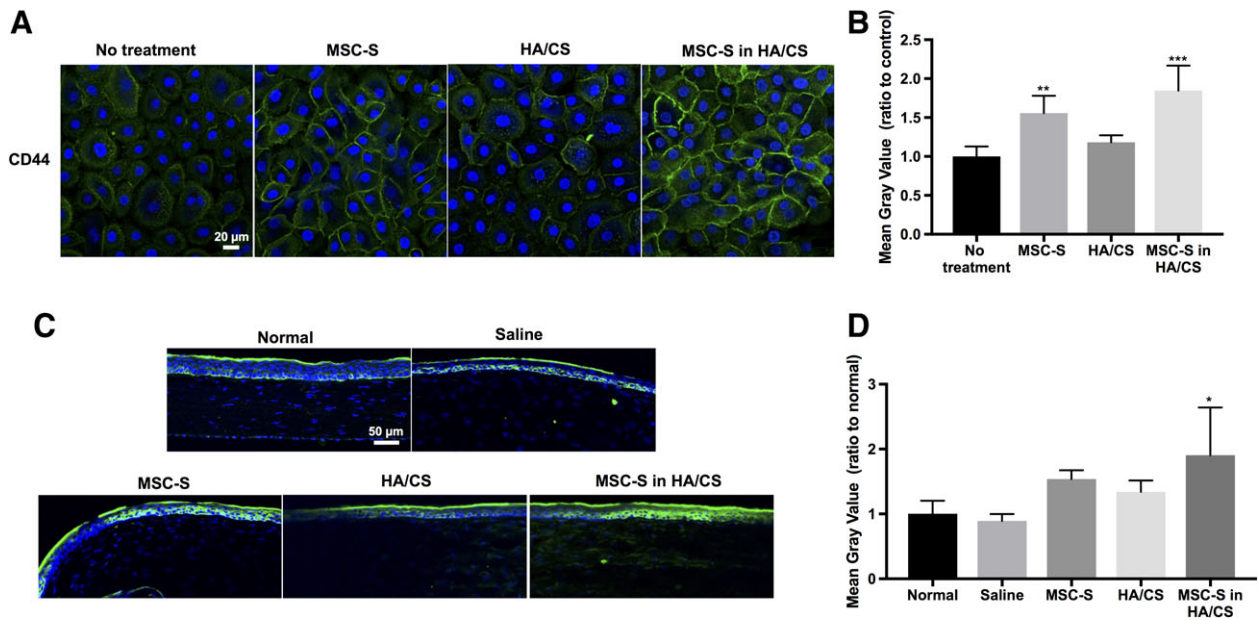 A
No treatment
MSC-S
HA/CS
MSC-S in HA/CS
CD44
20 µm
B
Mean Gray Value (ratio to control)
2.5
2.0
1.5
1.0
0.5
0.0
**
***
No treatment
MSC-S
HA/CS
MSC-S in HA/CS
C
Normal
Saline
50 µm
MSC-S
HA/CS
MSC-S in HA/CS
D
Mean Gray Value (ratio to normal)
3
2
1
0
*
Normal
Saline
MSC-S
HA/CS
MSC-S in HA/CS